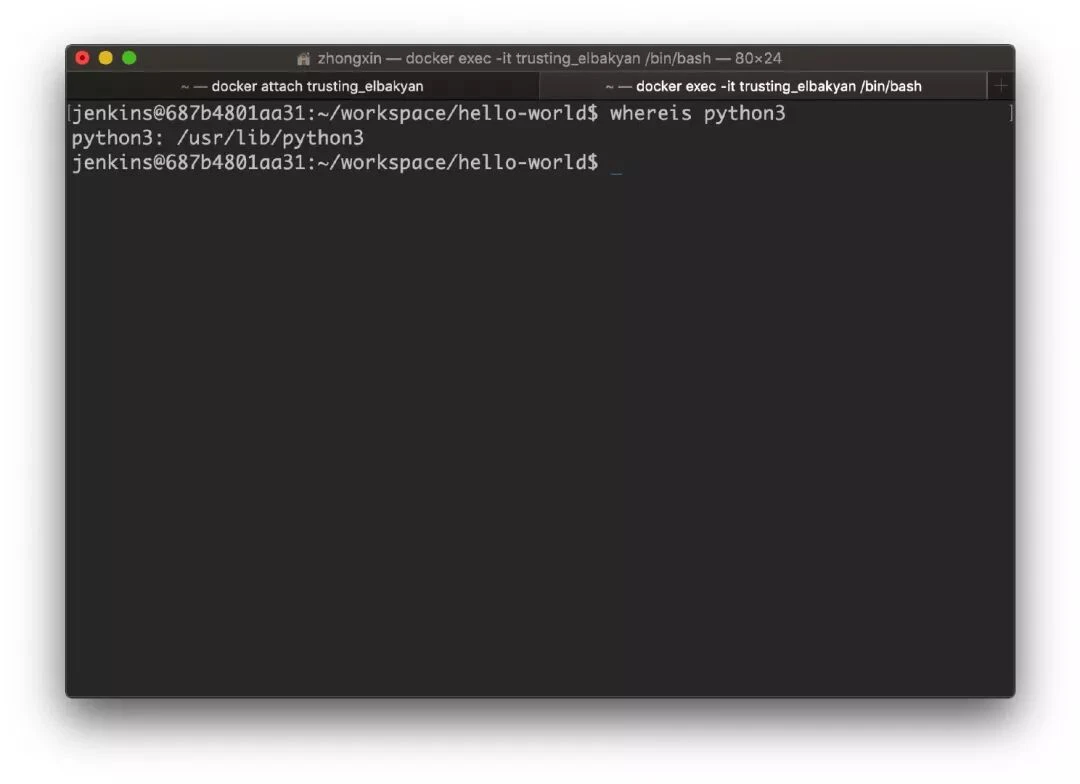 zhongxin — docker exec -it trusting_elbakyan /bin/bash — 80×24
~ — docker attach trusting_elbakyan
~ — docker exec -it trusting_elbakyan /bin/bash
[jenkins@687b4801aa31:~/workspace/hello-world$ whereis python3 ]
python3: /usr/lib/python3
jenkins@687b4801aa31:~/workspace/hello-world$ _